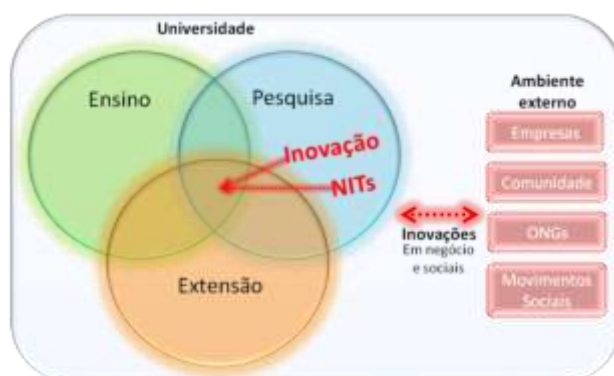 Universidade
Ensino
Pesquisa
Inovação
NITs
Extensão
Inovações
Em negócio
e sociais
Ambiente
externo
Empresas
Comunidade
ONGs
Movimentos
Sociais